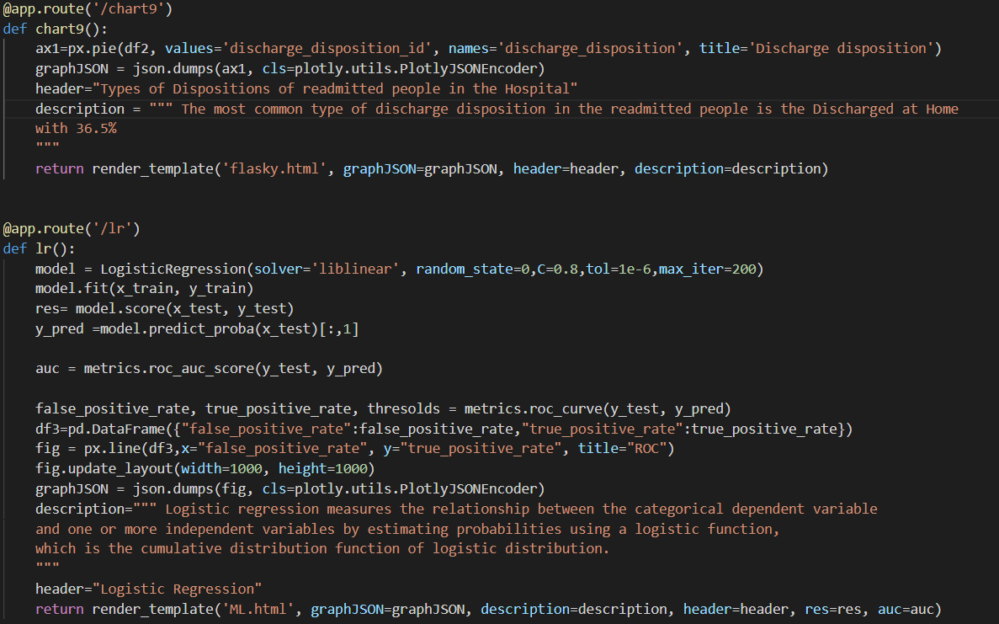 @app.route('/chart9')
def chart9():
    ax1=px.pie(df2, values='discharge_disposition_id', names='discharge_disposition', title='Discharge disposition')
    graphJSON = json.dumps(ax1, cls=plotly.utils.PlotlyJSONEncoder)
    header="Types of Dispositions of readmitted people in the Hospital"
    description = """ The most common type of discharge disposition in the readmitted people is the Discharged at Home
    with 36.5%
    """
    return render_template('flasky.html', graphJSON=graphJSON, header=header, description=description)
@app.route('/lr')
def lr():
    model = LogisticRegression(solver='liblinear', random_state=0,C=0.8,tol=1e-6,max_iter=200)
    model.fit(x_train, y_train)
    res= model.score(x_test, y_test)
    y_pred =model.predict_proba(x_test)[:,1]
    auc = metrics.roc_auc_score(y_test, y_pred)
    false_positive_rate, true_positive_rate, thresolds = metrics.roc_curve(y_test, y_pred)
    df3=pd.DataFrame({"false_positive_rate":false_positive_rate,"true_positive_rate":true_positive_rate})
    fig = px.line(df3,x="false_positive_rate", y="true_positive_rate", title="ROC")
    fig.update_layout(width=1000, height=1000)
    graphJSON = json.dumps(fig, cls=plotly.utils.PlotlyJSONEncoder)
    description=""" Logistic regression measures the relationship between the categorical dependent variable
    and one or more independent variables by estimating probabilities using a logistic function,
    which is the cumulative distribution function of logistic distribution.
    """
    header="Logistic Regression"
    return render_template('ML.html', graphJSON=graphJSON, description=description, header=header, res=res, auc=auc)